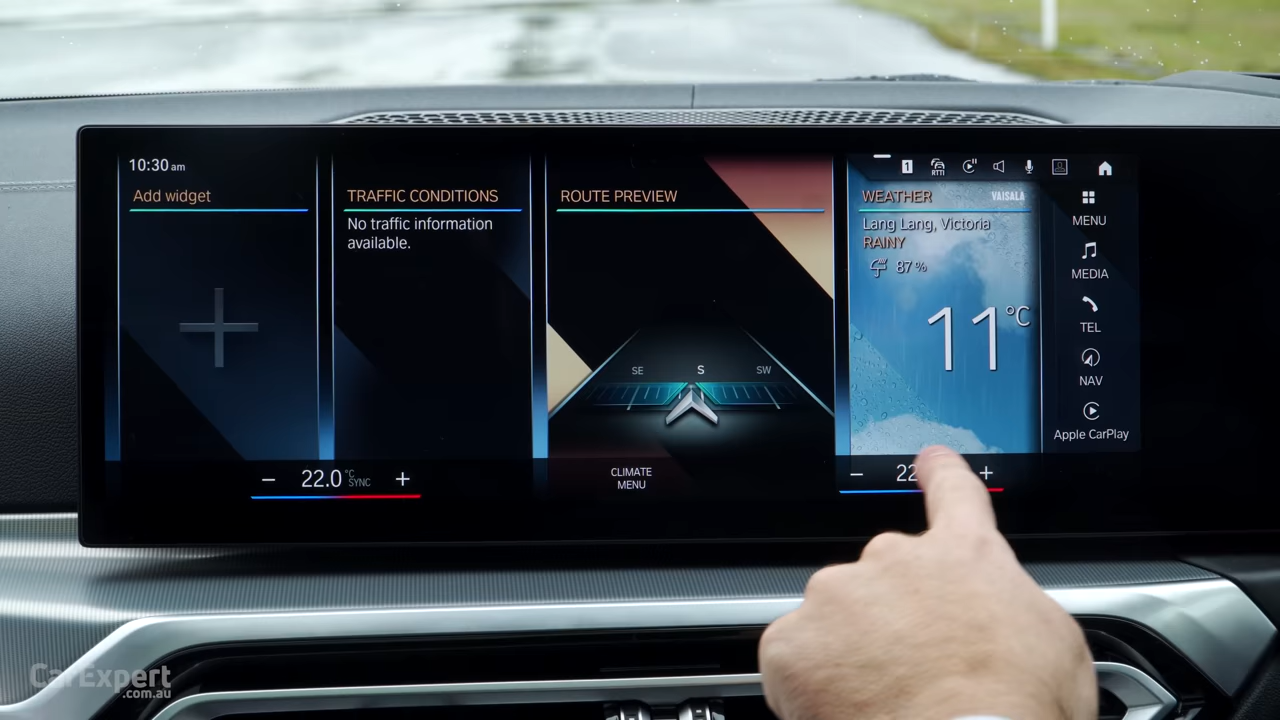 10:30 am
1
RTTI
Add widget
TRAFFIC CONDITIONS
No traffic information
available.
ROUTE PREVIEW
SE
S
SW
WEATHER
VAISALA
Lang Lang, Victoria
RAINY
87 %
11°C
MENU
MEDIA
TEL
NAV
Apple CarPlay
− 22.0 °C SYNC +
CLIMATE
MENU
− 22 +
CarExpert
.com.au